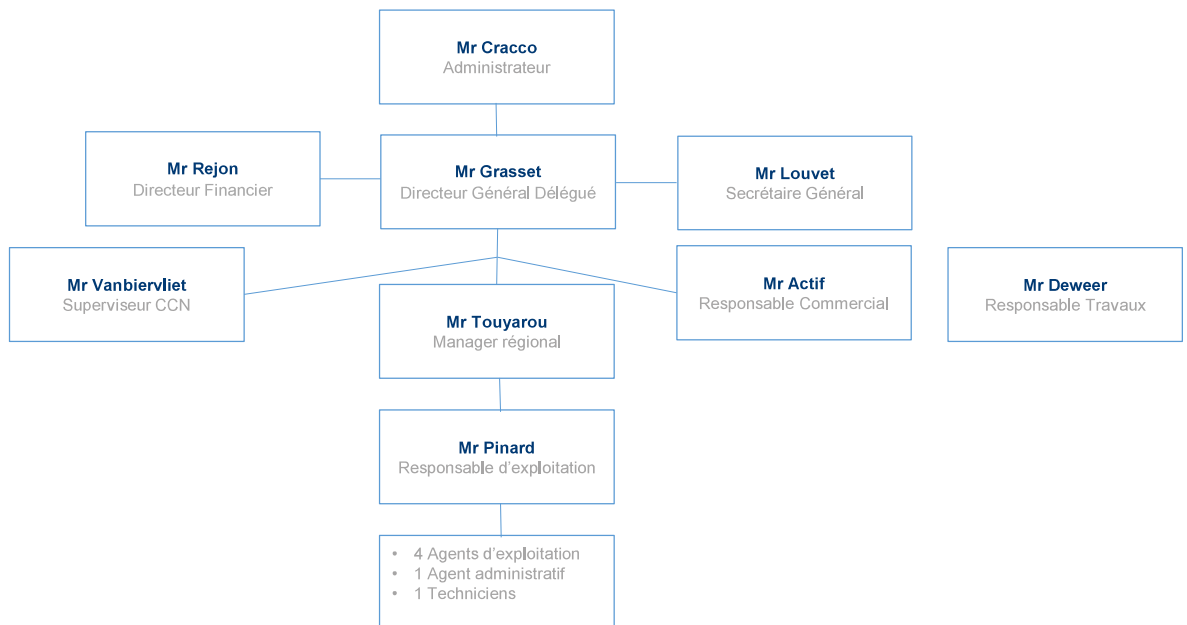 Mr Cracco
Administrateur
Mr Rejon
Directeur Financier
Mr Grasset
Directeur Général Délégué
Mr Louvet
Secrétaire Général
Mr Vanbiervliet
Superviseur CCN
Mr Touyarou
Manager régional
Mr Actif
Responsable Commercial
Mr Deweer
Responsable Travaux
Mr Pinard
Responsable d'exploitation
• 4 Agents d'exploitation
• 1 Agent administratif
• 1 Techniciens